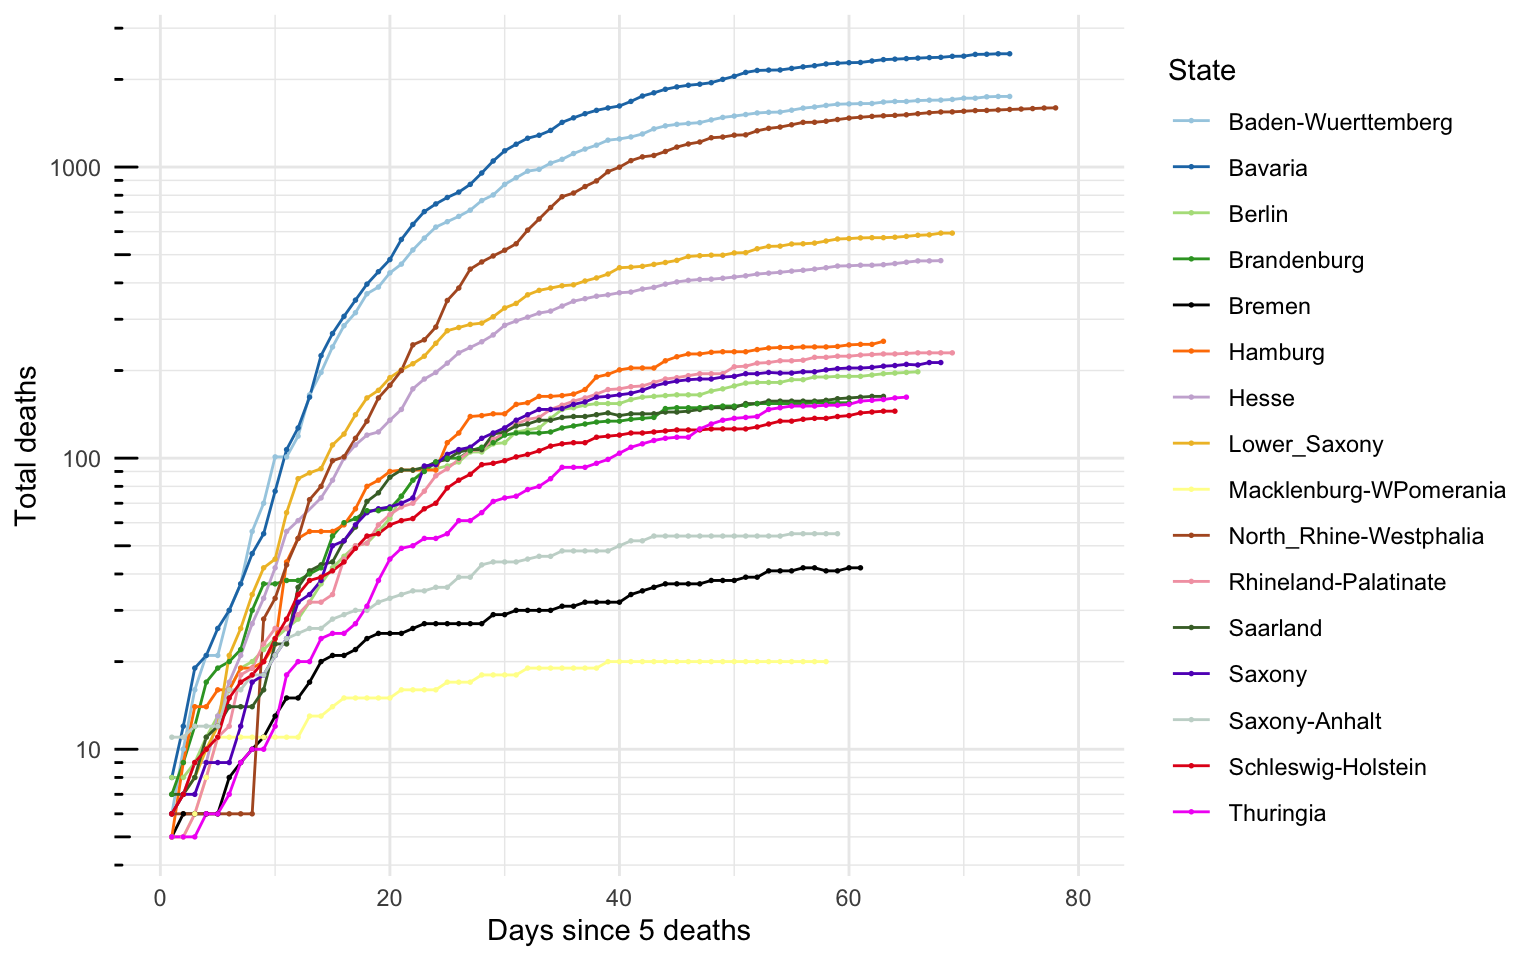 Total deaths
1000
100
10
0 20 40 60 80
Days since 5 deaths
State
Baden-Wuerttemberg
Bavaria
Berlin
Brandenburg
Bremen
Hamburg
Hesse
Lower_Saxony
Macklenburg-WPomerania
North_Rhine-Westphalia
Rhineland-Palatinate
Saarland
Saxony
Saxony-Anhalt
Schleswig-Holstein
Thuringia